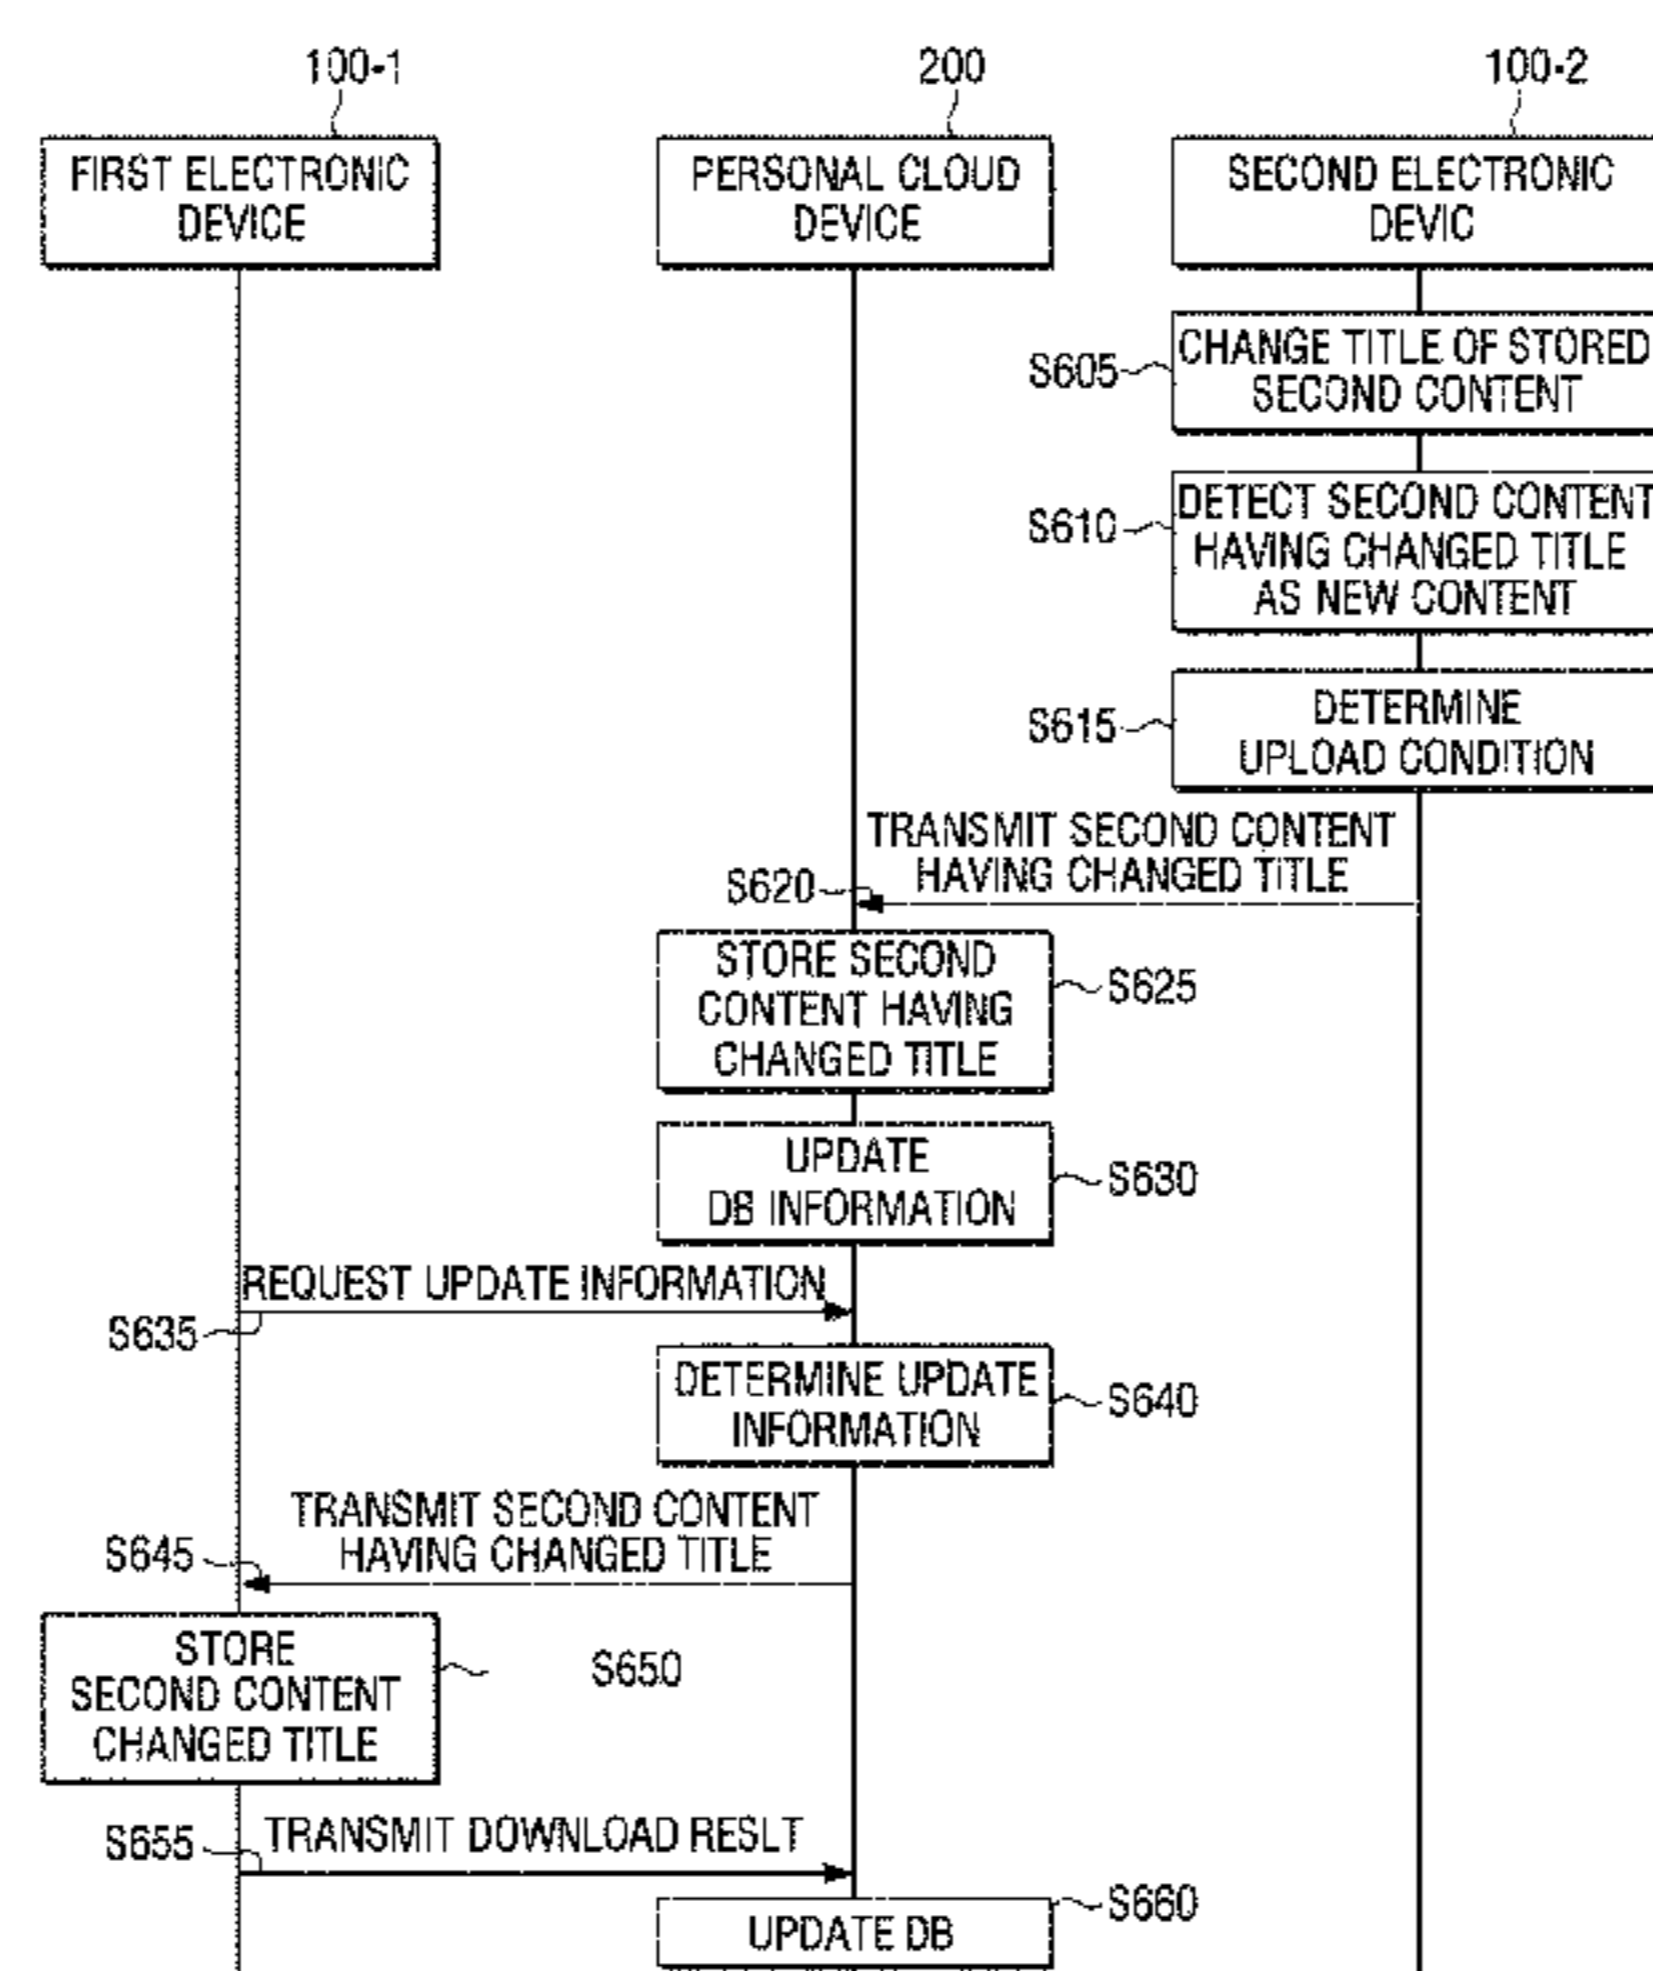 100-1
200
100-2
FIRST ELECTRONIC
DEVICE
PERSONAL CLOUD
DEVICE
SECOND ELECTRONIC
DEVIC
S605
CHANGE TITLE OF STORED
SECOND CONTENT
S610
DETECT SECOND CONTENT
HAVING CHANGED TITLE
AS NEW CONTENT
S615
DETERMINE
UPLOAD CONDITION
TRANSMIT SECOND CONTENT
HAVING CHANGED TITLE
S620
STORE SECOND
CONTENT HAVING
CHANGED TITLE
S625
UPDATE
DB INFORMATION
S630
REQUEST UPDATE INFORMATION
S635
DETERMINE UPDATE
INFORMATION
S640
TRANSMIT SECOND CONTENT
HAVING CHANGED TITLE
S645
STORE
SECOND CONTENT
CHANGED TITLE
S650
TRANSMIT DOWNLOAD RESLT
S655
UPDATE DB
S660